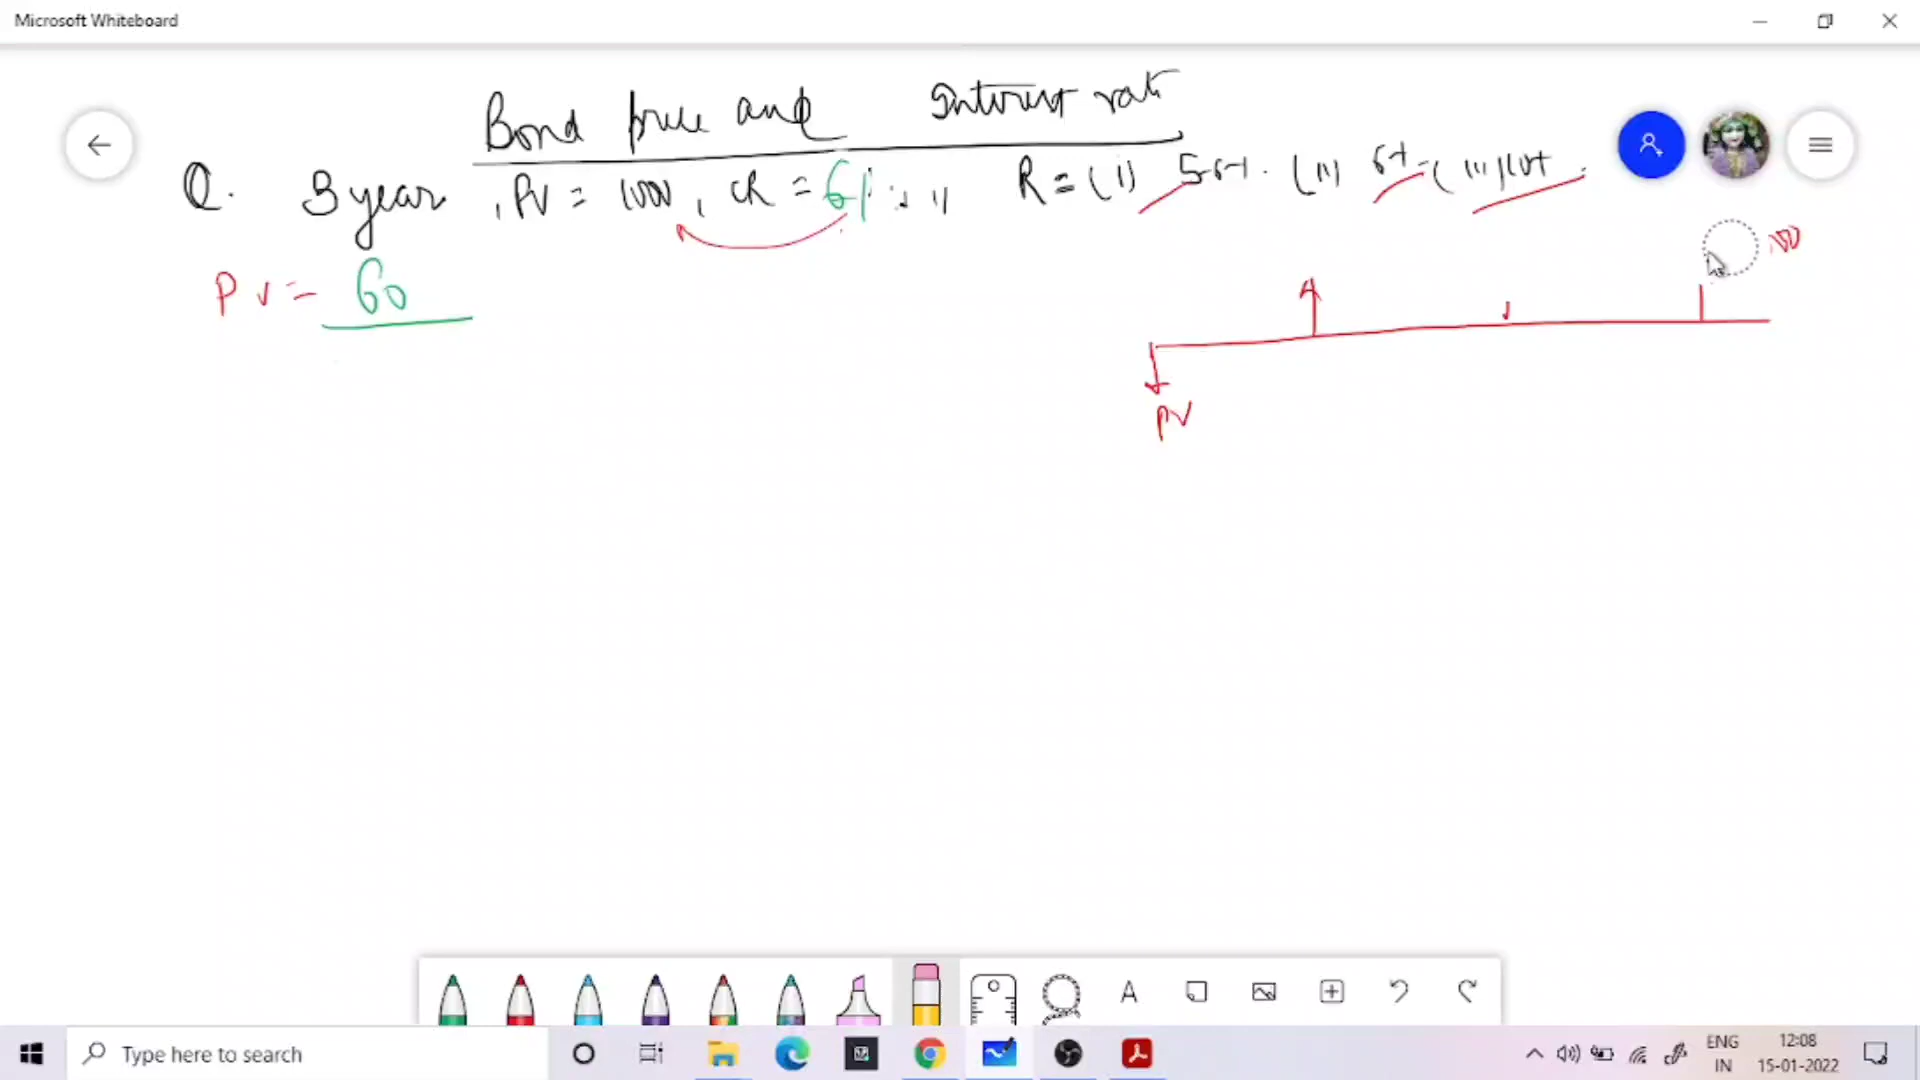 Microsoft Whiteboard
Bond price and Interest rate
Q. 3 year , PV = 1000 , CR = 6%
R = (i) (ii) 6% (iii) 10%
PV = 60
PV
A
Type here to search
ENG
IN
12:08
15-01-2022